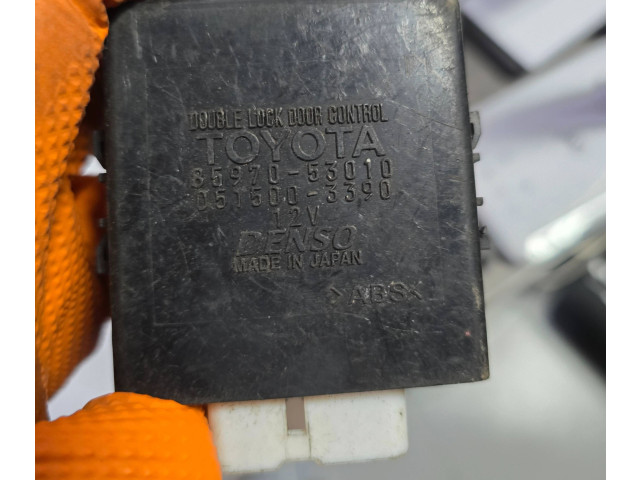 DOUBLE LOCK DOOR CONTROL
TOYOTA
85970-53010
051500-3390
12V
DENSO
MADE IN JAPAN
>ABS<